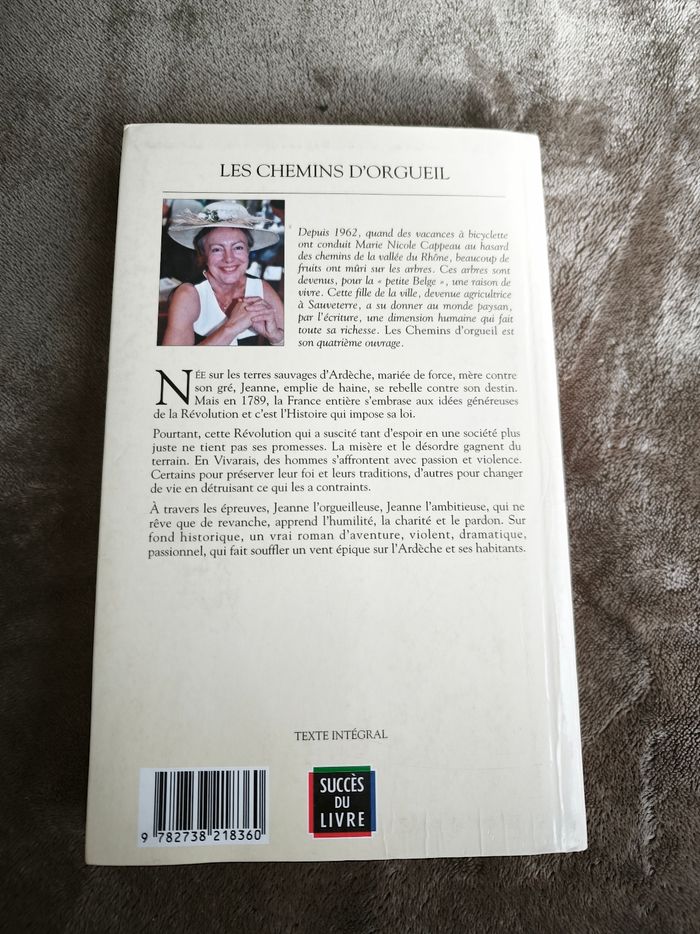 LES CHEMINS D'ORGUEIL
Depuis 1962, quand des vacances à bicyclette
ont conduit Marie Nicole Cappeau au hasard
des chemins de la vallée du Rhône, beaucoup de
fruits ont mûri sur les arbres. Ces arbres sont
devenus, pour la « petite Belge », une raison de
vivre. Cette fille de la ville, devenue agricultrice
à Sauveterre, a su donner au monde paysan,
par l'écriture, une dimension humaine qui fait
toute sa richesse. Les Chemins d'orgueil est
son quatrième ouvrage.
NÉE sur les terres sauvages d'Ardèche, mariée de force, mère contre
son gré, Jeanne, emplie de haine, se rebelle contre son destin.
Mais en 1789, la France entière s'embrase aux idées généreuses
de la Révolution et c'est l'Histoire qui impose sa loi.
Pourtant, cette Révolution qui a suscité tant d'espoir en une société plus
juste ne tient pas ses promesses. La misère et le désordre gagnent du
terrain. En Vivarais, des hommes s'affrontent avec passion et violence.
Certains pour préserver leur foi et leurs traditions, d'autres pour changer
de vie en détruisant ce qui les a contraints.
À travers les épreuves, Jeanne l'orgueilleuse, Jeanne l'ambitieuse, qui ne
rêve que de revanche, apprend l'humilité, la charité et le pardon. Sur
fond historique, un vrai roman d'aventure, violent, dramatique,
passionnel, qui fait souffler un vent épique sur l'Ardèche et ses habitants.
TEXTE INTÉGRAL
SUCCÈS
DU
LIVRE
9 782738 218360